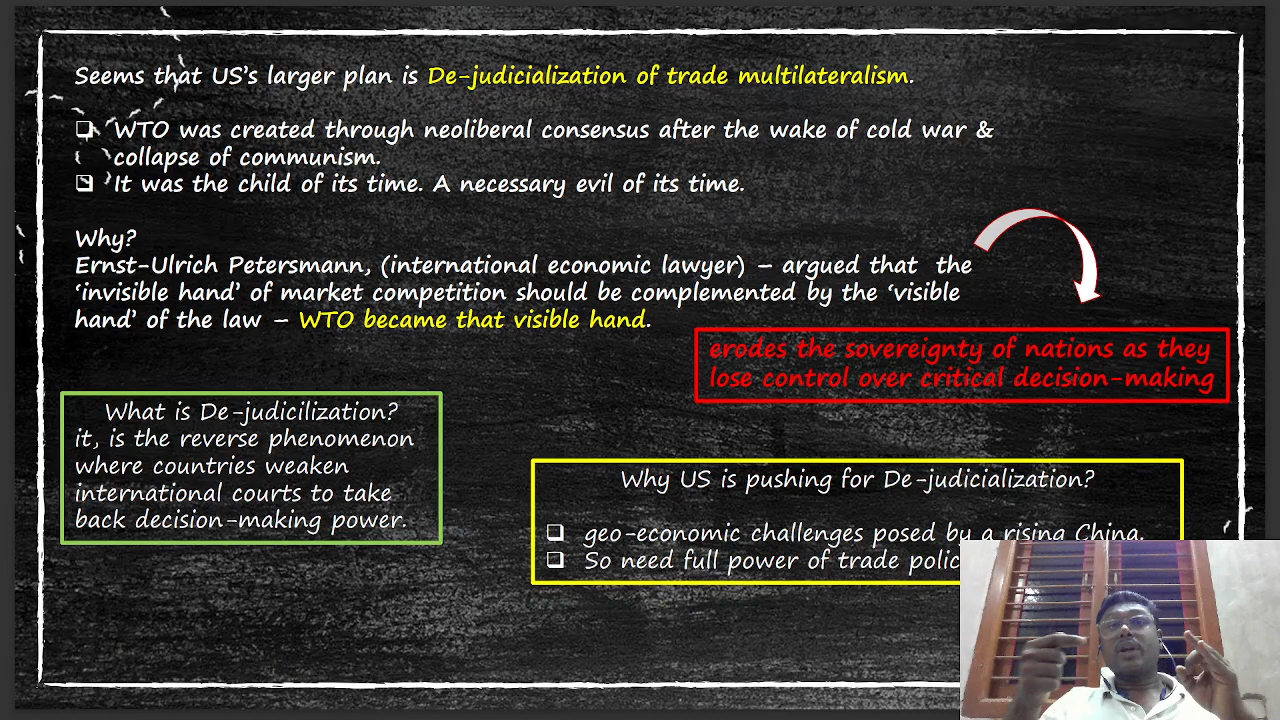 Seems that US's larger plan is De-judicialization of trade multilateralism.
WTO was created through neoliberal consensus after the wake of cold war &
collapse of communism.
It was the child of its time. A necessary evil of its time.
Why?
Ernst-Ulrich Petersmann, (international economic lawyer) – argued that the
'invisible hand' of market competition should be complemented by the 'visible
hand' of the law – WTO became that visible hand.
erodes the sovereignty of nations as they
lose control over critical decision-making
What is De-judicilization?
it, is the reverse phenomenon
where countries weaken
international courts to take
back decision-making power.
Why US is pushing for De-judicialization?
geo-economic challenges posed by a rising China.
So need full power of trade polic